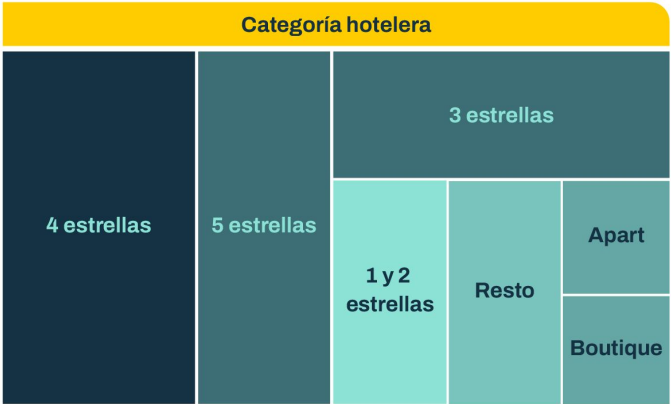 Categoría hotelera
4 estrellas
5 estrellas
3 estrellas
1 y 2
estrellas
Resto
Apart
Boutique